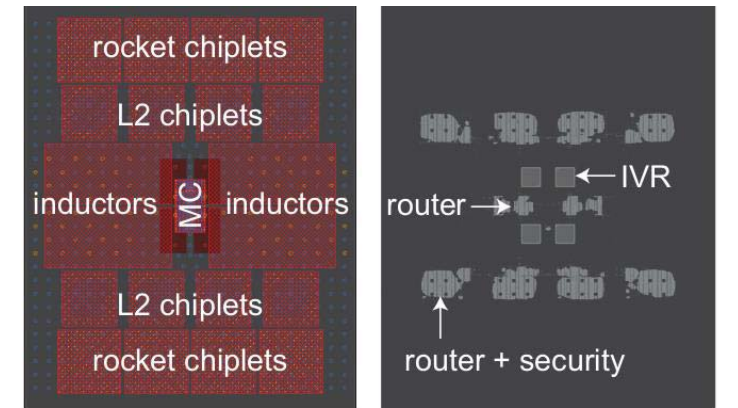 rocket chiplets
L2 chiplets
inductors
MC
inductors
L2 chiplets
rocket chiplets
IVR
router
router + security